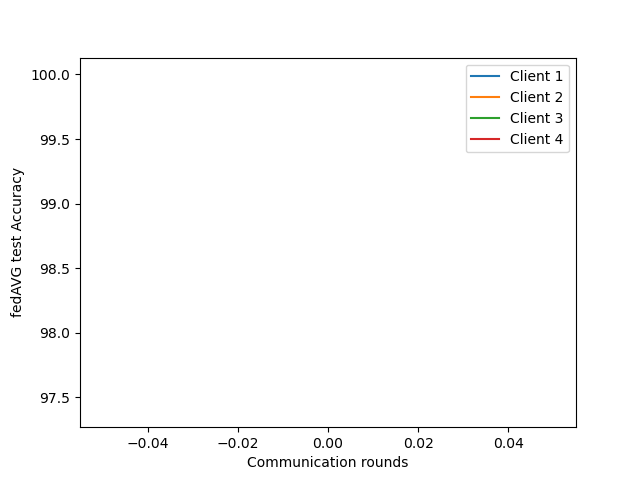 100.0
99.5
99.0
98.5
98.0
97.5
fedAVG test Accuracy
Client 1
Client 2
Client 3
Client 4
−0.04 −0.02 0.00 0.02 0.04
Communication rounds